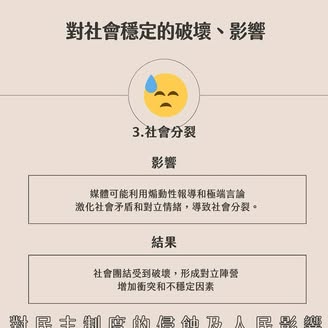 對社會穩定的破壞、影響
3.社會分裂
影響
媒體可能利用煽動性報導和極端言論
激化社會矛盾和對立情緒，導致社會分裂。
結果
社會團結受到破壞，形成對立陣營
增加衝突和不穩定因素
對民主制度的侵蝕及人民影響